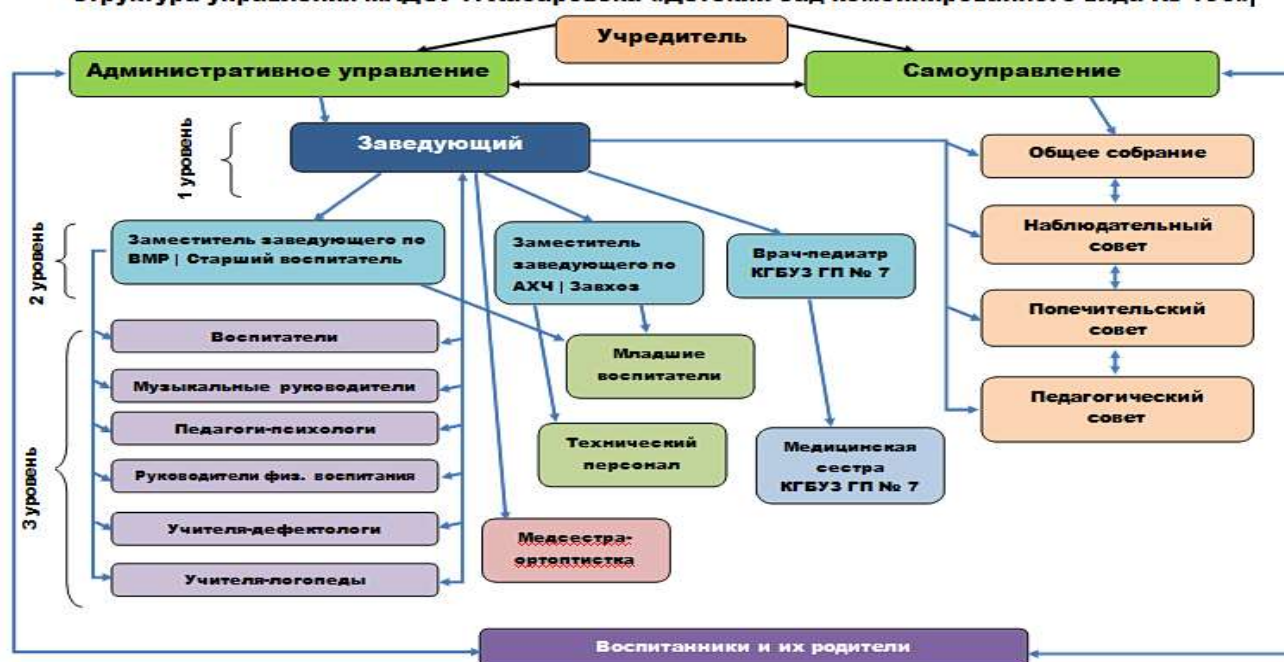 Учредитель
Административное управление
Самоуправление
1 уровень
Заведующий
Общее собрание
2 уровень
Заместитель заведующего по
ВМР | Старший воспитатель
Заместитель
заведующего по
АХЧ | Завхоз
Врач-педиатр
КГБУЗ ГП № 7
Наблюдательный
совет
3 уровень
Воспитатели
Музыкальные руководители
Педагоги-психологи
Руководители физ. воспитания
Учителя-дефектологи
Учителя-логопеды
Младшие
воспитатели
Технический
персонал
Медицинская
сестра
КГБУЗ ГП № 7
Медсестра-
ортоптистка
Попечительский
совет
Педагогический
совет
Воспитанники и их родители